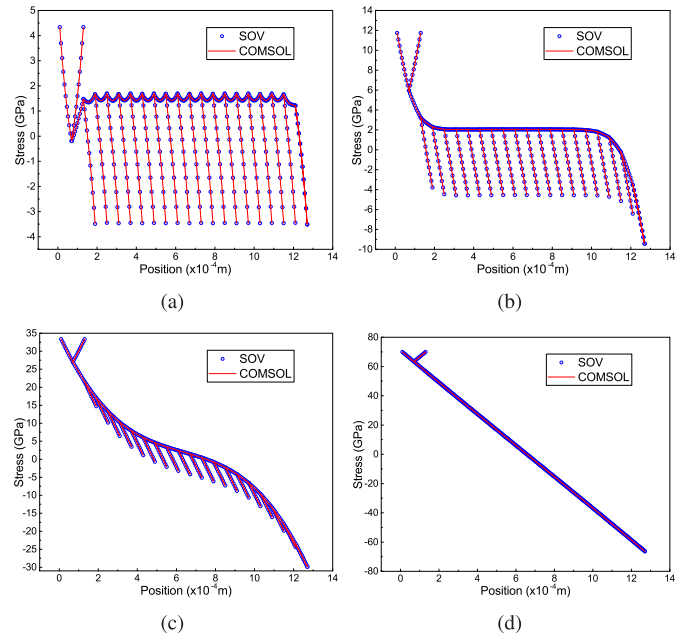 SOV
COMSOL
Stress (GPa)
5
4
3
2
1
0
-1
-2
-3
-4
0 2 4 6 8 10 12 14
Position (x10-4m)
(a)
SOV
COMSOL
Stress (GPa)
14
12
10
8
6
4
2
0
-2
-4
-6
-8
-10
0 2 4 6 8 10 12 14
Position (x10-4m)
(b)
SOV
COMSOL
Stress (GPa)
35
30
25
20
15
10
5
0
-5
-10
-15
-20
-25
-30
0 2 4 6 8 10 12 14
Position (x10-4m)
(c)
SOV
COMSOL
Stress (GPa)
80
60
40
20
0
-20
-40
-60
-80
0 2 4 6 8 10 12 14
Position (x10-4m)
(d)